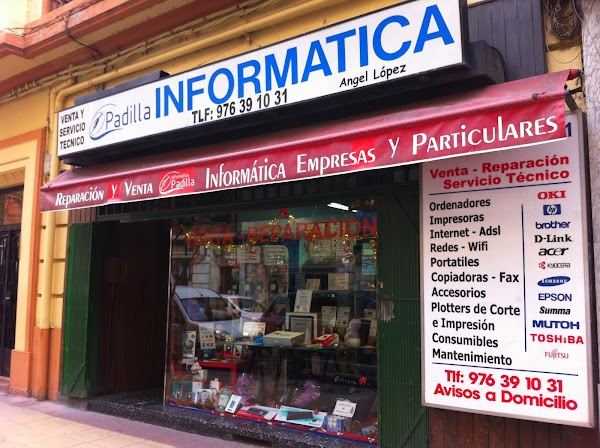 VENTA Y
SERVICIO
TECNICO
Padilla
INFORMATICA
TLF: 976 39 10 31
Angel López
REPARACIÓN Y VENTA
Informática
Padilla
INFORMÁTICA EMPRESAS Y PARTICULARES
REPARACION
Venta - Reparación
Servicio Técnico
Ordenadores
Impresoras
Internet - Adsl
Redes - Wifi
Portatiles
Copiadoras - Fax
Accesorios
Plotters de Corte
e Impresión
Consumibles
Mantenimiento
OKI
hp
brother
D-Link
acer
KYOCERA
SAMSUNG
EPSON
Summa
MUTOH
TOSHIBA
FUJITSU
Tlf: 976 39 10 31
Avisos a Domicilio